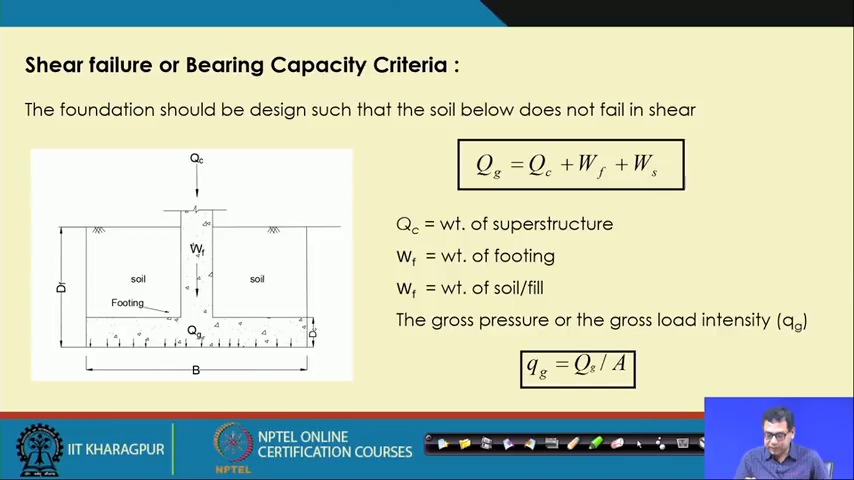 Shear failure or Bearing Capacity Criteria :
The foundation should be design such that the soil below does not fail in shear
Qc
Wf
soil
soil
Df
Footing
Qg
Dc
B
Qg = Qc + Wf + Ws
Qc = wt. of superstructure
Wf = wt. of footing
Wf = wt. of soil/fill
The gross pressure or the gross load intensity (qg)
qg = Qg / A
IIT KHARAGPUR
NPTEL
NPTEL ONLINE
CERTIFICATION COURSES